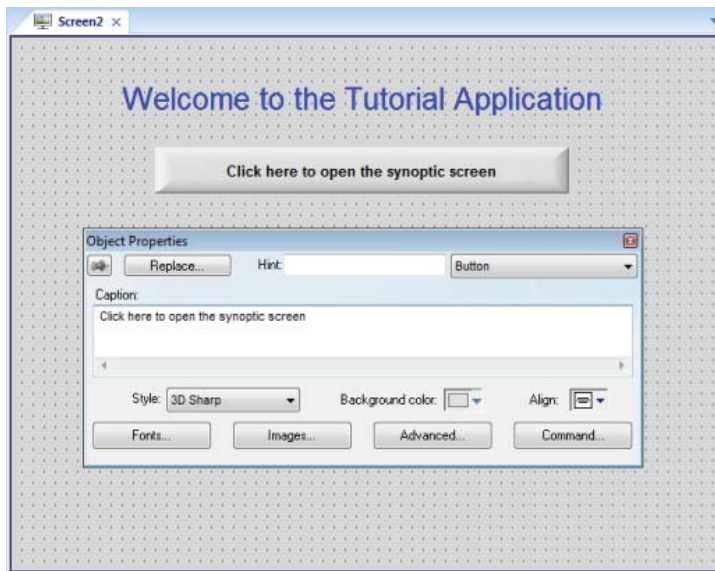 Screen2
Welcome to the Tutorial Application
Click here to open the synoptic screen
Object Properties
Replace... Hint: Button
Caption:
Click here to open the synoptic screen
Style: 3D Sharp Background color: Align:
Fonts... Images... Advanced... Command...